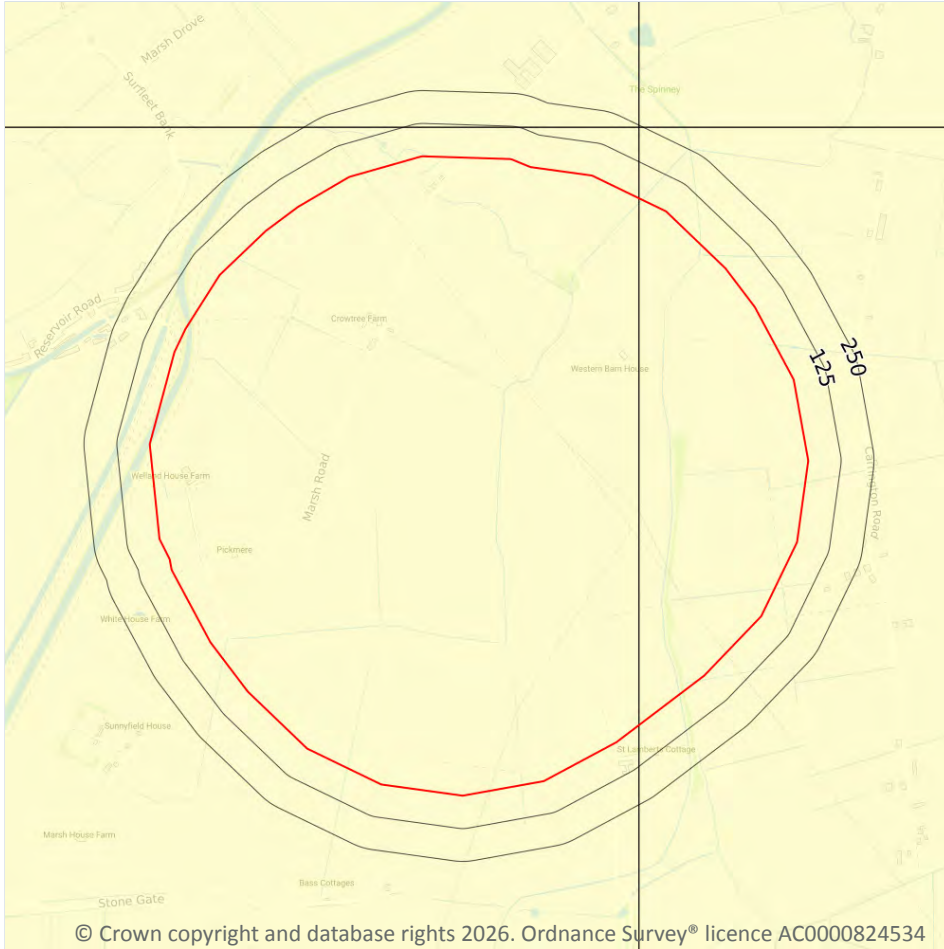 Marsh Drove
Surfleet Bank
The Spinney
Reservoir Road
Crowtree Farm
Western Barn House
125
250
Welland House Farm
Marsh Road
Carrington Road
Pickmere
White House Farm
Sunnyfield House
St Lamberts Cottage
Marsh House Farm
Bass Cottages
Stone Gate
© Crown copyright and database rights 2026. Ordnance Survey® licence AC0000824534